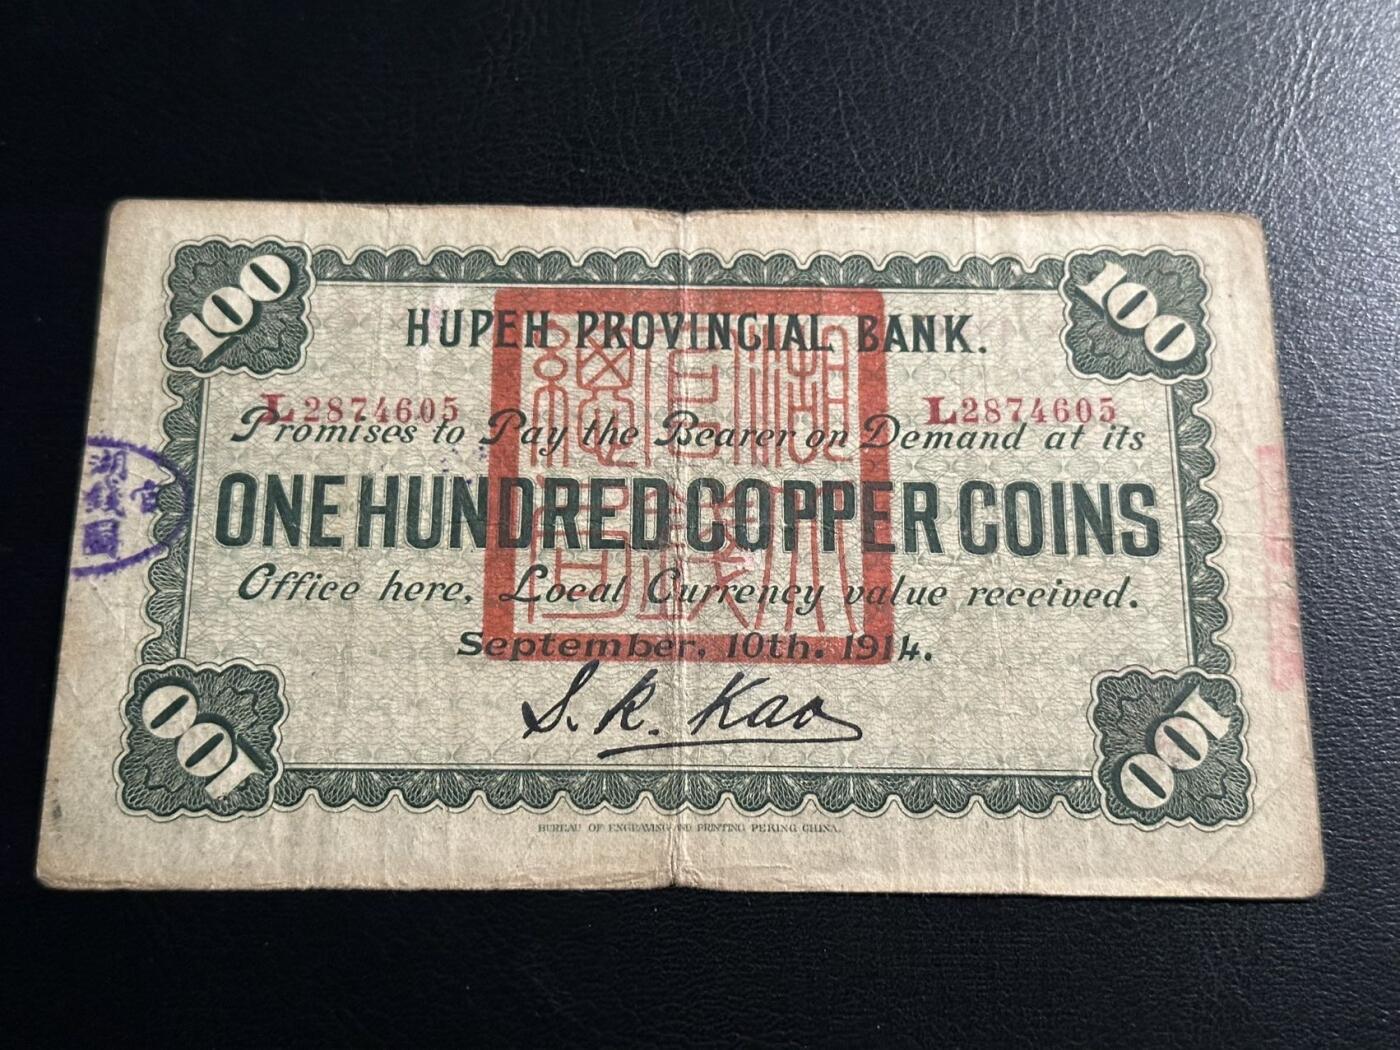 100
100
HUPEH PROVINCIAL BANK.
L2874605
L2874605
Promises to Pay the Bearer on Demand at its
ONE HUNDRED COPPER COINS
Office here, Local Currency value received.
September, 10th. 1914.
S. K. Kao
100
100
BUREAU OF ENGRAVING AND PRINTING PEKING CHINA.